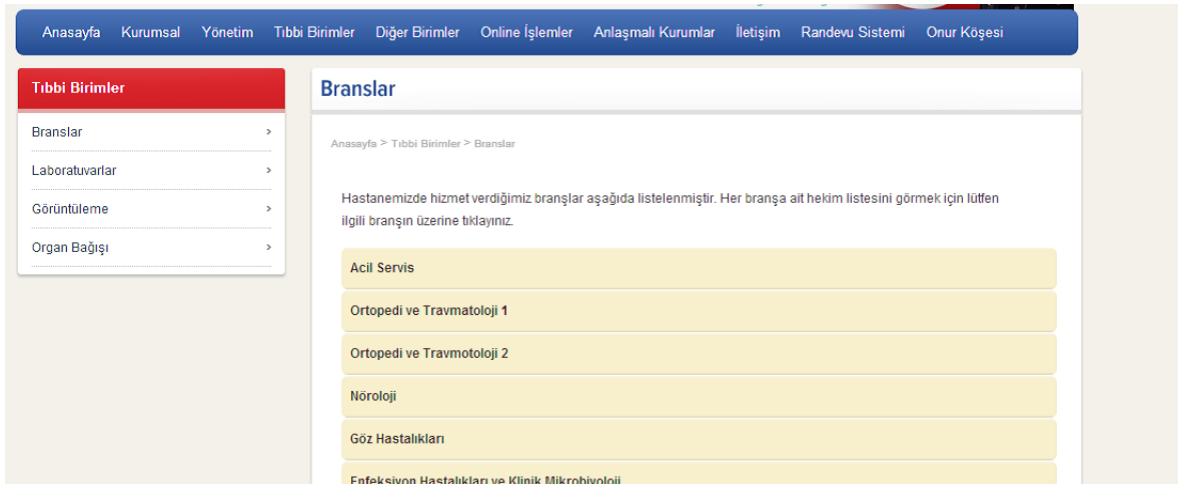 Anasayfa Kurumsal Yönetim Tıbbi Birimler Diğer Birimler Online İşlemler Anlaşmalı Kurumlar İletişim Randevu Sistemi Onur Köşesi
Tıbbi Birimler
Branslar
Laboratuvarlar
Görüntüleme
Organ Bağışı
Branslar
Anasayfa > Tıbbi Birimler > Branslar
Hastanemizde hizmet verdiğimiz branşlar aşağıda listelenmiştir. Her branşa ait hekim listesini görmek için lütfen
ilgili branşın üzerine tıklayınız.
Acil Servis
Ortopedi ve Travmatoloji 1
Ortopedi ve Travmotoloji 2
Nöroloji
Göz Hastalıkları
Enfeksiyon Hastalıkları ve Klinik Mikrobiyoloji